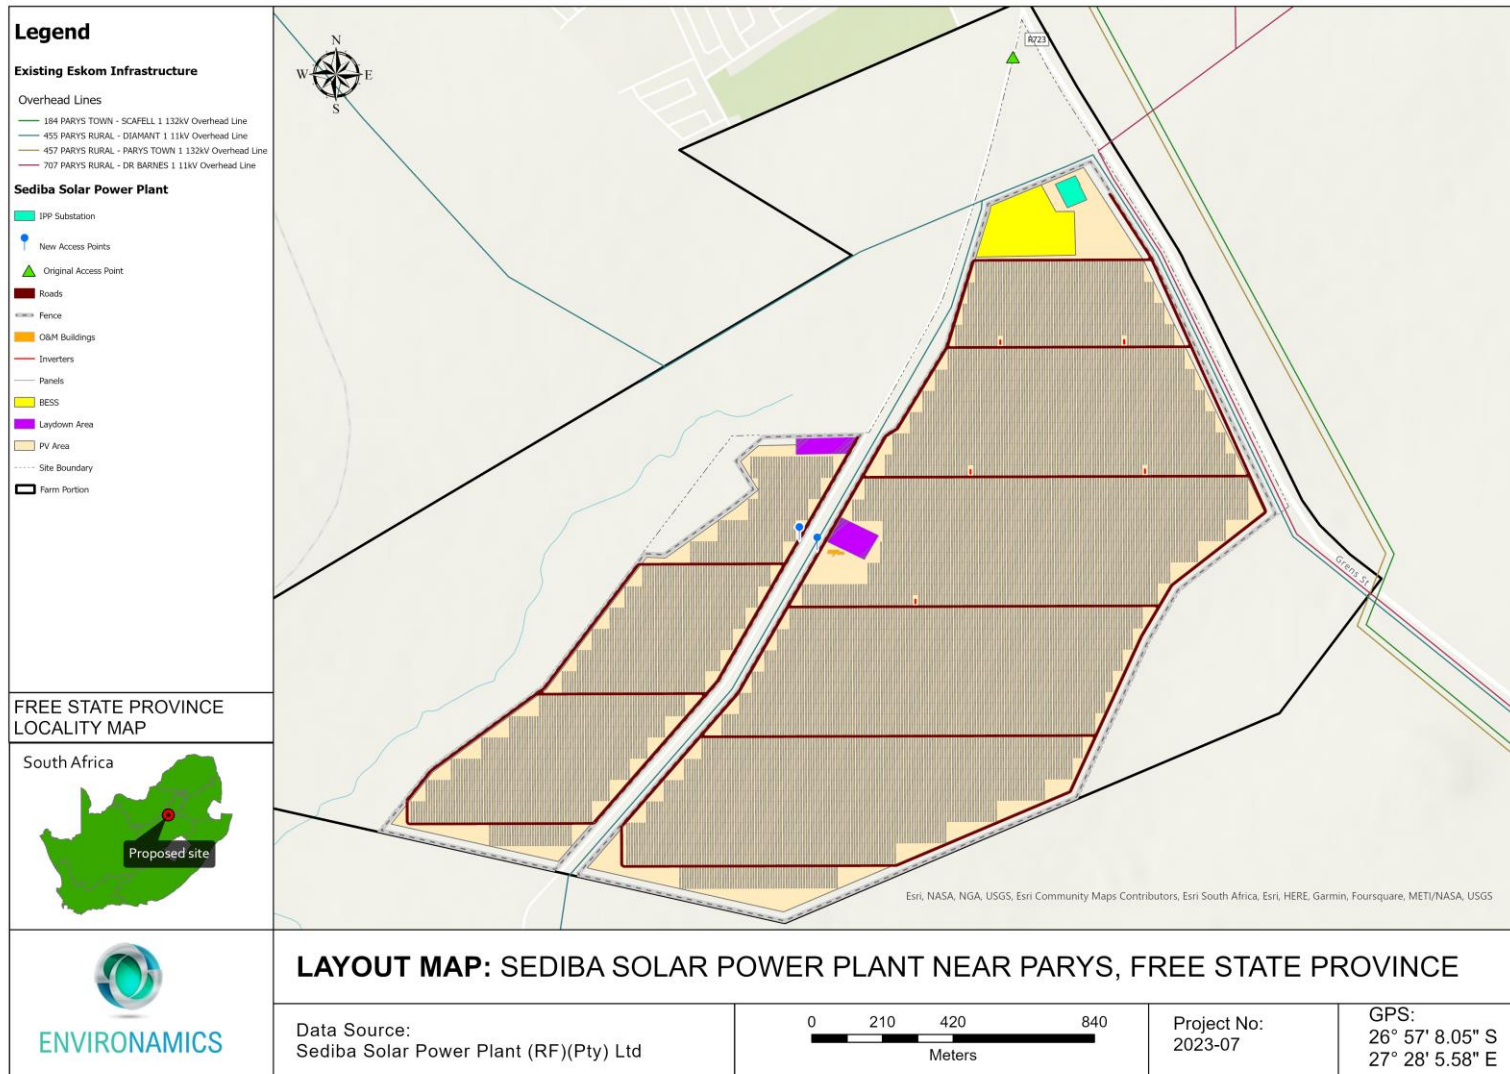 Legend
Existing Eskom Infrastructure
Overhead Lines
184 PARYS TOWN - SCAFELL 1 132kV Overhead Line
455 PARYS RURAL - DIAMANT 1 11kV Overhead Line
457 PARYS RURAL - PARYS TOWN 1 132kV Overhead Line
707 PARYS RURAL - DR BARNES 1 11kV Overhead Line
Sediba Solar Power Plant
IPP Substation
New Access Points
Original Access Point
Roads
Fence
O&M Buildings
Inverters
Panels
BESS
Laydown Area
PV Area
Site Boundary
Farm Portion
N
W
E
S
R723
Grens St
Esri, NASA, NGA, USGS, Esri Community Maps Contributors, Esri South Africa, Esri, HERE, Garmin, Foursquare, METI/NASA, USGS
FREE STATE PROVINCE
LOCALITY MAP
South Africa
Proposed site
ENVIRONAMICS
LAYOUT MAP: SEDIBA SOLAR POWER PLANT NEAR PARYS, FREE STATE PROVINCE
Data Source:
Sediba Solar Power Plant (RF)(Pty) Ltd
0 210 420 840
Meters
Project No:
2023-07
GPS:
26° 57' 8.05" S
27° 28' 5.58" E